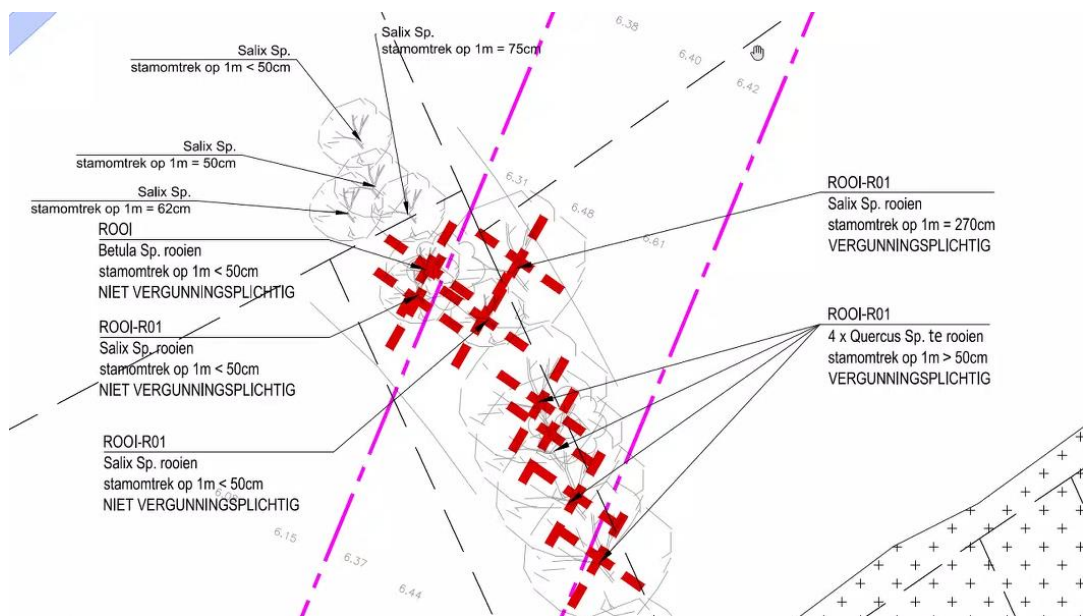 Salix Sp.
stamomtrek op 1m < 50cm
Salix Sp.
stamomtrek op 1m = 75cm
Salix Sp.
stamomtrek op 1m = 50cm
Salix Sp.
stamomtrek op 1m = 62cm
ROOI
Betula Sp. rooien
stamomtrek op 1m < 50cm
NIET VERGUNNINGSPLICHTIG
ROOI-R01
Salix Sp. rooien
stamomtrek op 1m < 50cm
NIET VERGUNNINGSPLICHTIG
ROOI-R01
Salix Sp. rooien
stamomtrek op 1m < 50cm
NIET VERGUNNINGSPLICHTIG
6.15
6.37
6.44
6.38
6.40
6.42
6.31
6.48
6.61
ROOI-R01
Salix Sp. rooien
stamomtrek op 1m = 270cm
VERGUNNINGSPLICHTIG
ROOI-R01
4 x Quercus Sp. te rooien
stamomtrek op 1m > 50cm
VERGUNNINGSPLICHTIG